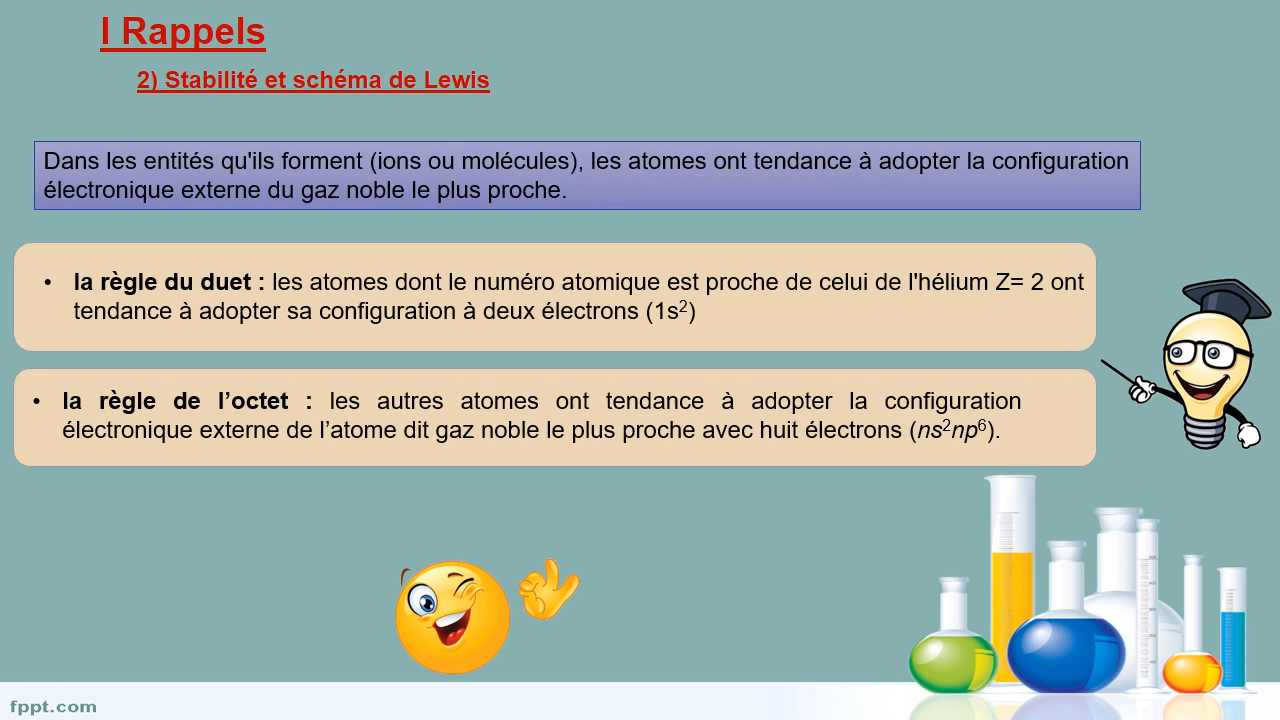 I Rappels
2) Stabilité et schéma de Lewis
Dans les entités qu'ils forment (ions ou molécules), les atomes ont tendance à adopter la configuration
électronique externe du gaz noble le plus proche.
• la règle du duet : les atomes dont le numéro atomique est proche de celui de l'hélium Z= 2 ont
tendance à adopter sa configuration à deux électrons (1s²)
• la règle de l’octet : les autres atomes ont tendance à adopter la configuration
électronique externe de l’atome dit gaz noble le plus proche avec huit électrons (ns²np⁶).
fppt.com